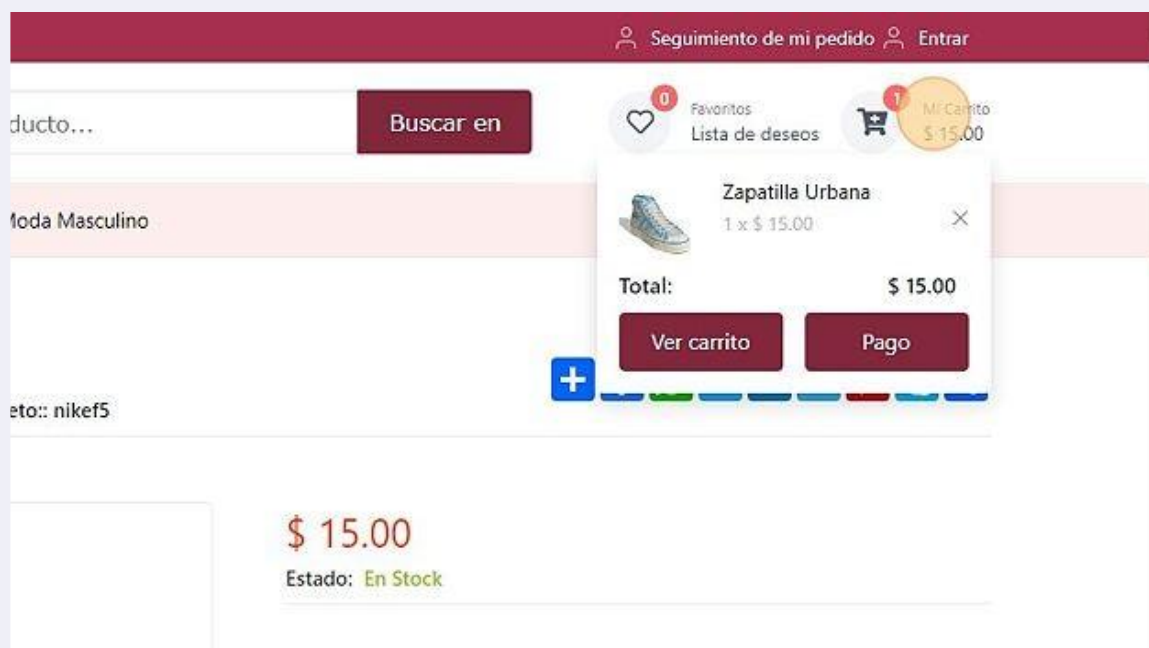 Seguimiento de mi pedido Entrar
ducto... Buscar en
0 Favoritos
Lista de deseos
1 Mi Carrito
$ 15.00
Moda Masculino
Zapatilla Urbana
1 x $ 15.00
Total: $ 15.00
Ver carrito Pago
eto:: nikef5
$ 15.00
Estado: En Stock